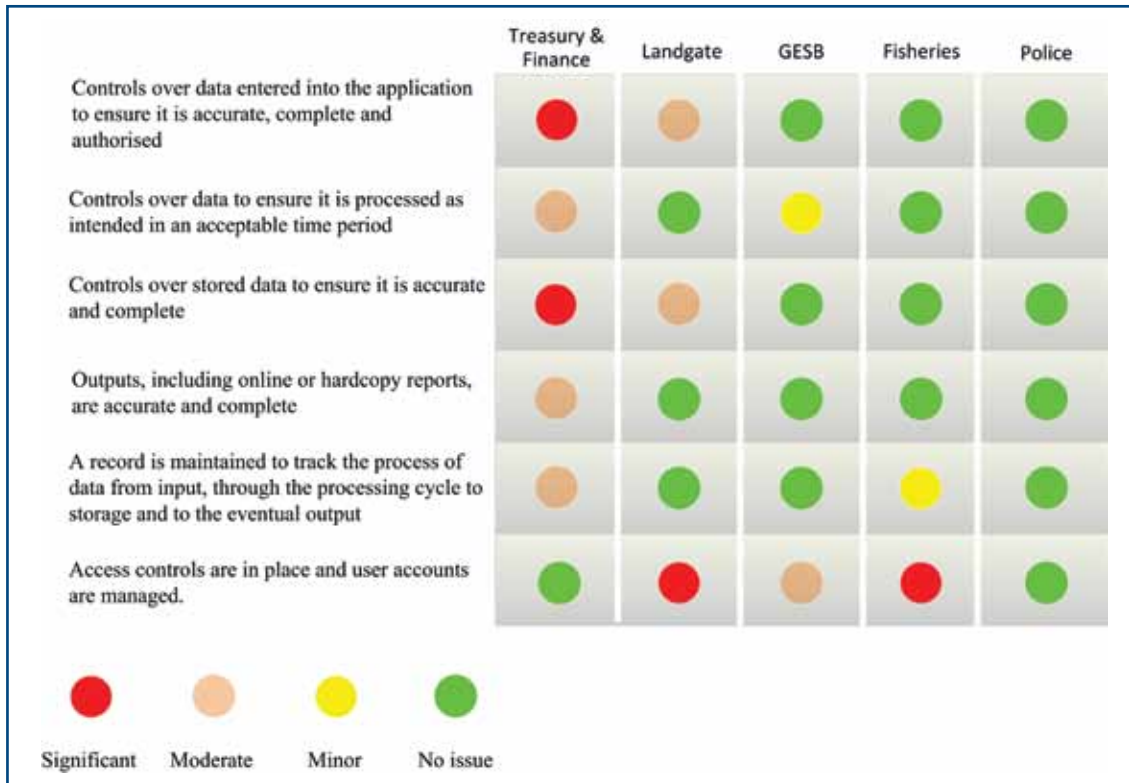 Treasury &
Finance
Landgate
GESB
Fisheries
Police
Controls over data entered into the application
to ensure it is accurate, complete and
authorised
Controls over data to ensure it is processed as
intended in an acceptable time period
Controls over stored data to ensure it is accurate
and complete
Outputs, including online or hardcopy reports,
are accurate and complete
A record is maintained to track the process of
data from input, through the processing cycle to
storage and to the eventual output
Access controls are in place and user accounts
are managed.
Significant
Moderate
Minor
No issue